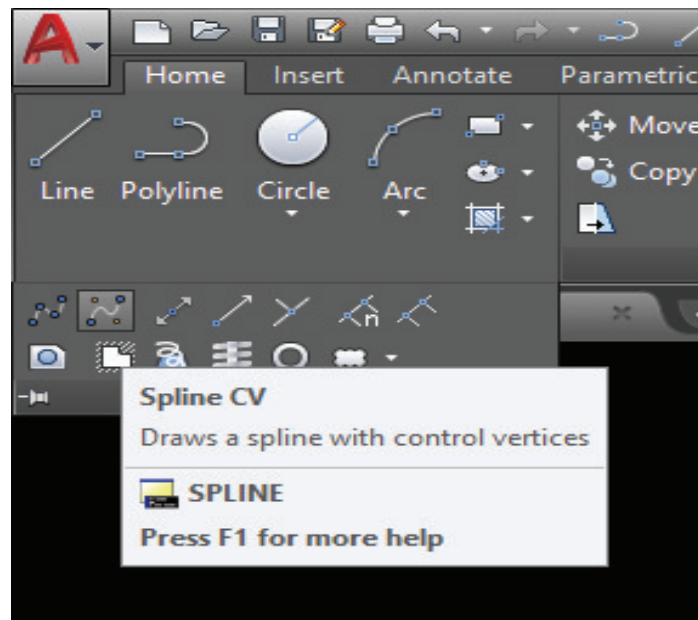 Home Insert Annotate Parametric
Move
Copy
Line Polyline Circle Arc
n
Spline CV
Draws a spline with control vertices
SPLINE
Press F1 for more help